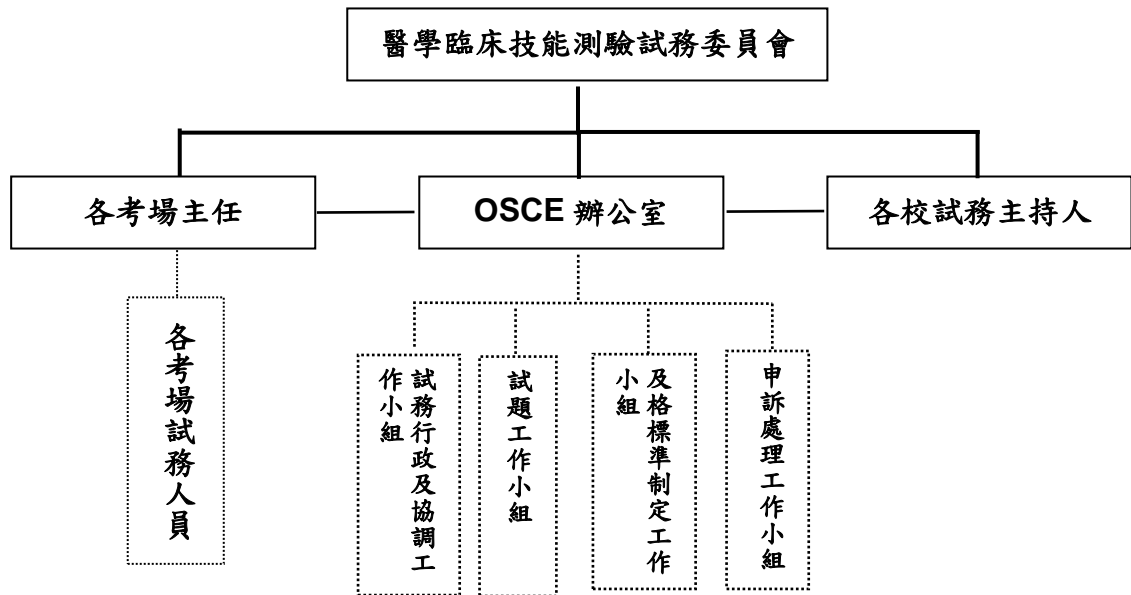 醫學臨床技能測驗試務委員會
各考場主任
OSCE 辦公室
各校試務主持人
各考場試務人員
試務行政及協調工
作小組
試題工作小組
及格標準制定工作
小組
申訴處理工作小組